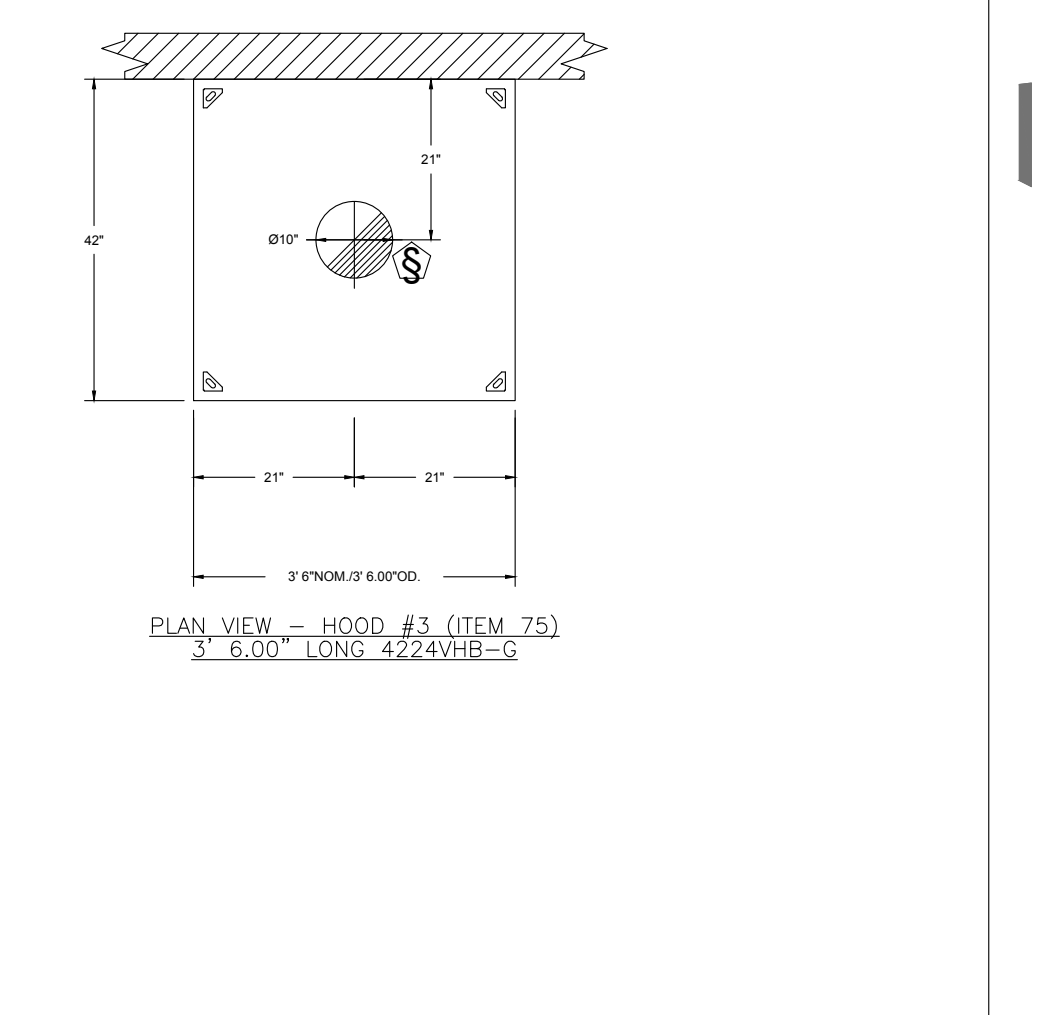 21"
42"
Ø10"
§
21" 21"
3' 6"NOM./3' 6.00"OD.
PLAN VIEW – HOOD #3 (ITEM 75)
3' 6.00" LONG 4224VHB–G